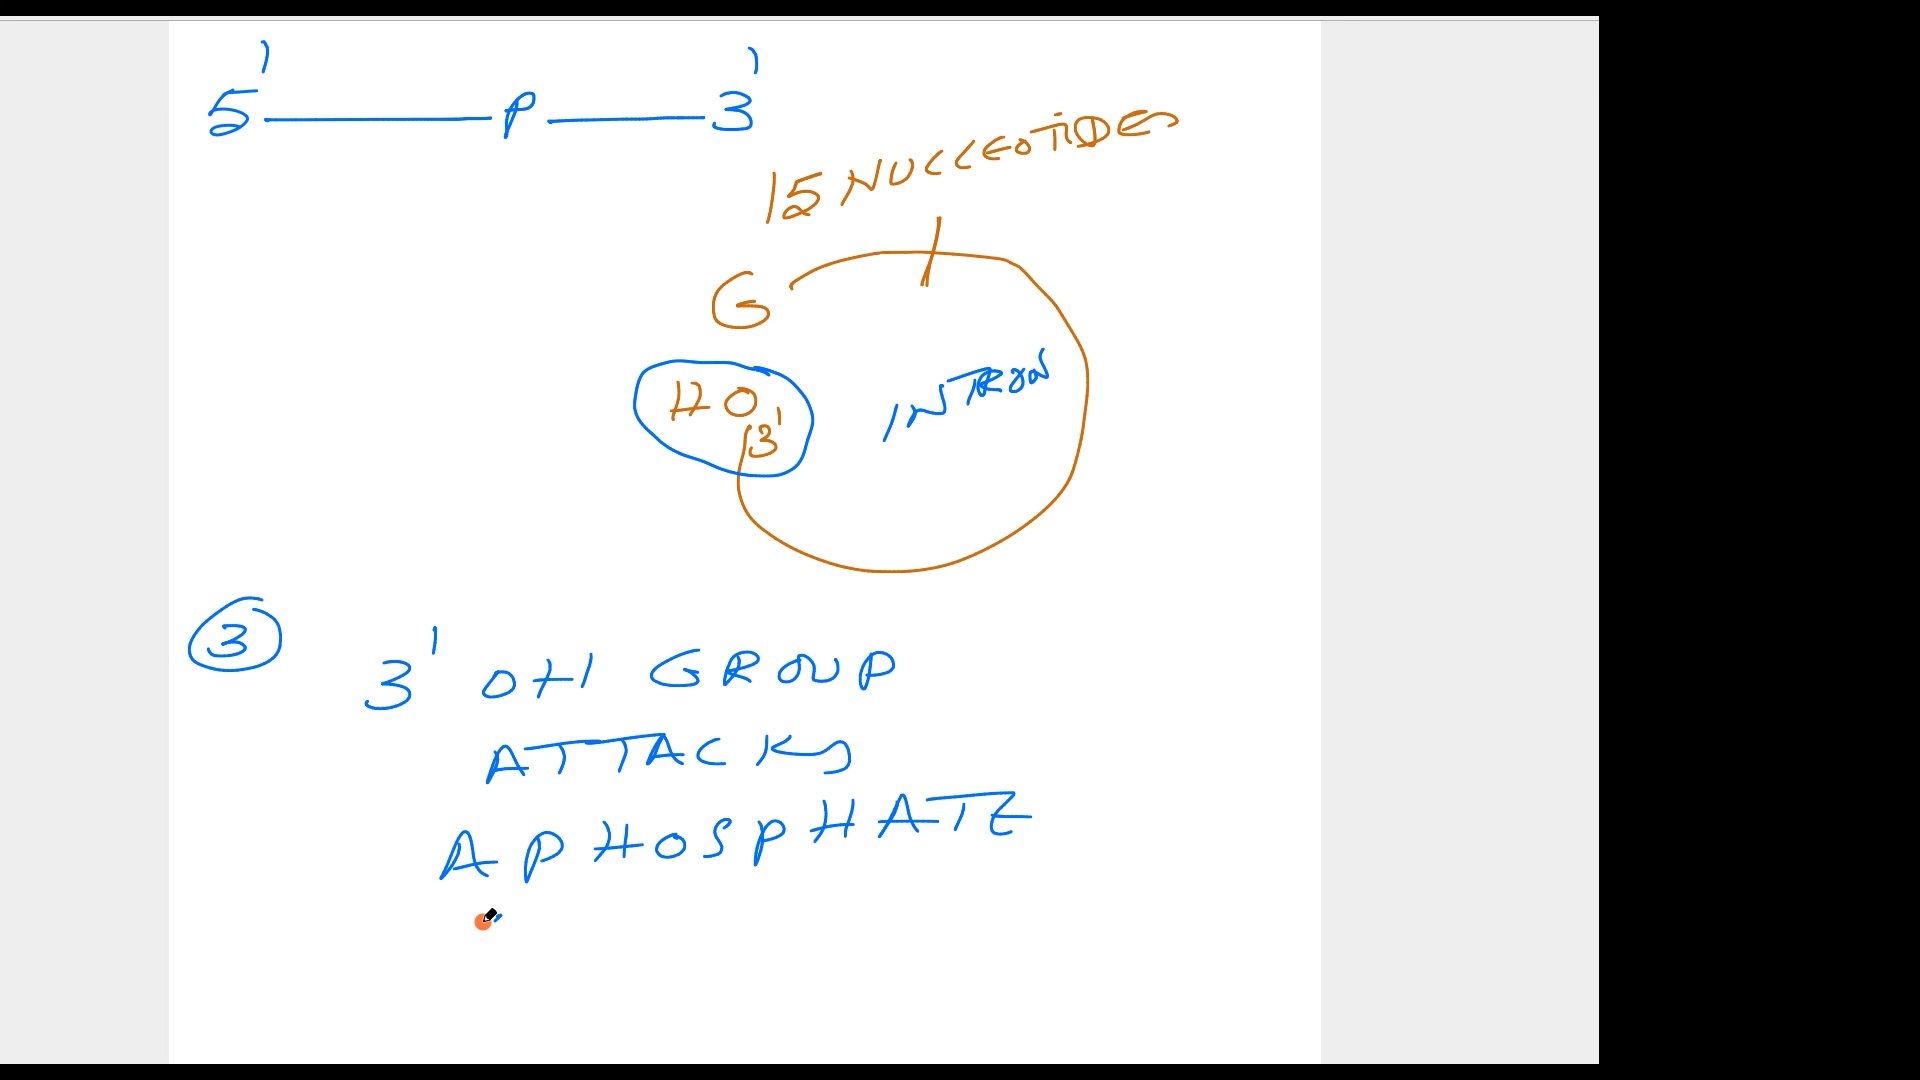 5' — P — 3'
15 NUCLEOTIDES
G
HO
3'
INTRON
3
3' OH GROUP
ATTACKS
A PHOSPHATE